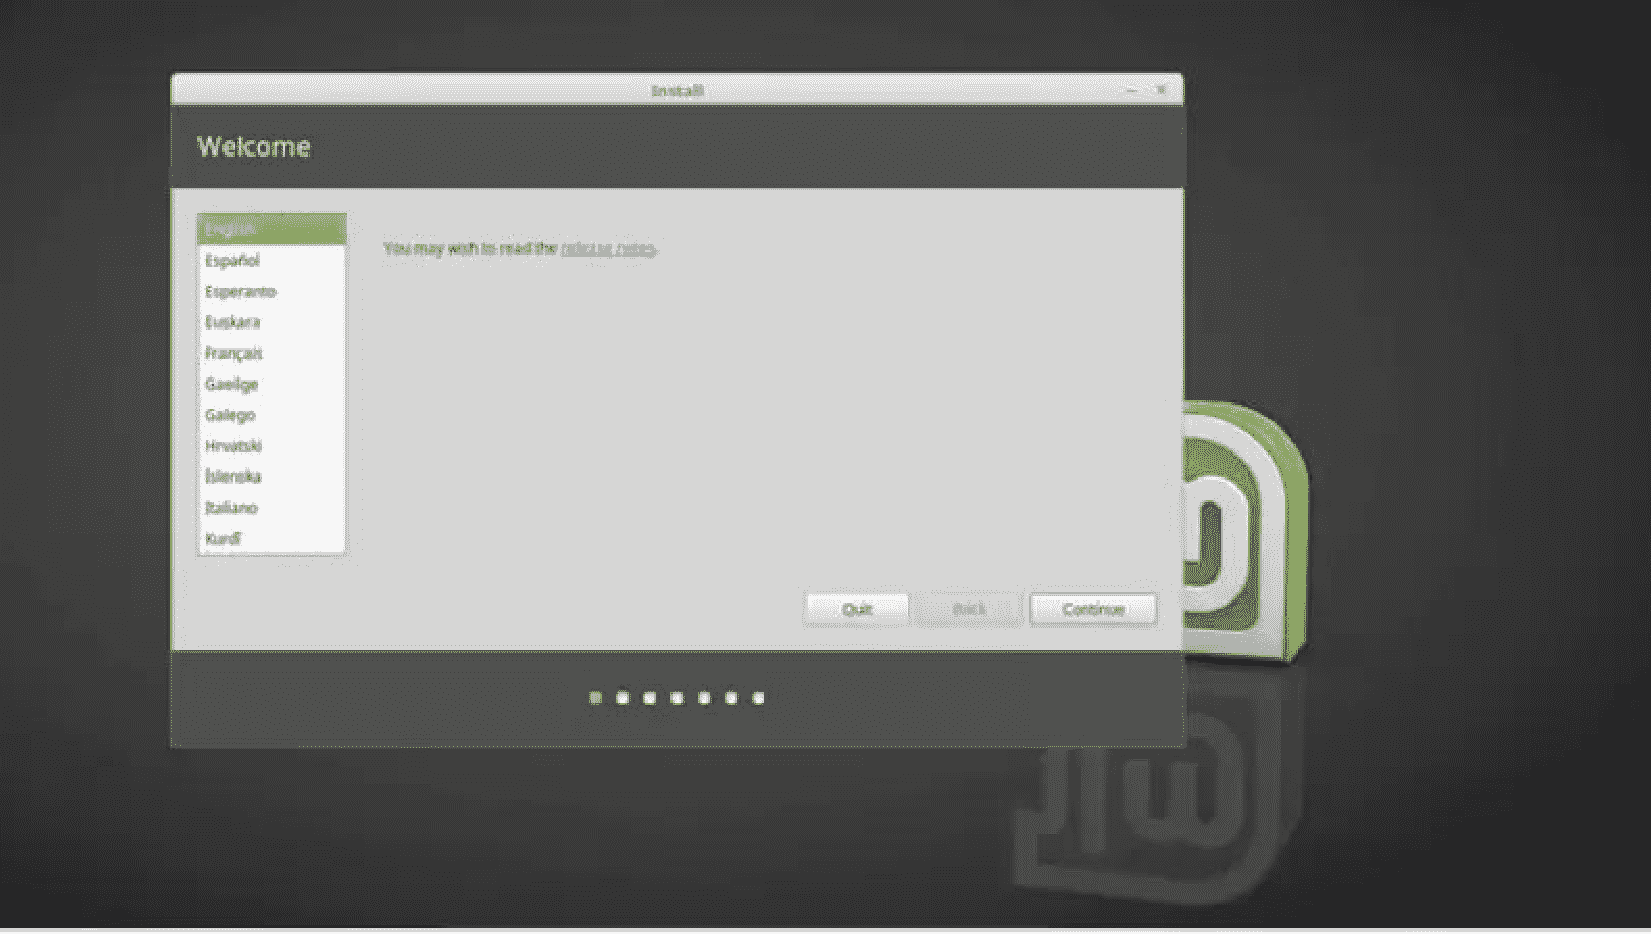 Install
Welcome
English
Español
Esperanto
Euskara
Français
Gaeilge
Galego
Hrvatski
Íslenska
Italiano
Kurdî
You may wish to read the release notes.
Quit
Back
Continue